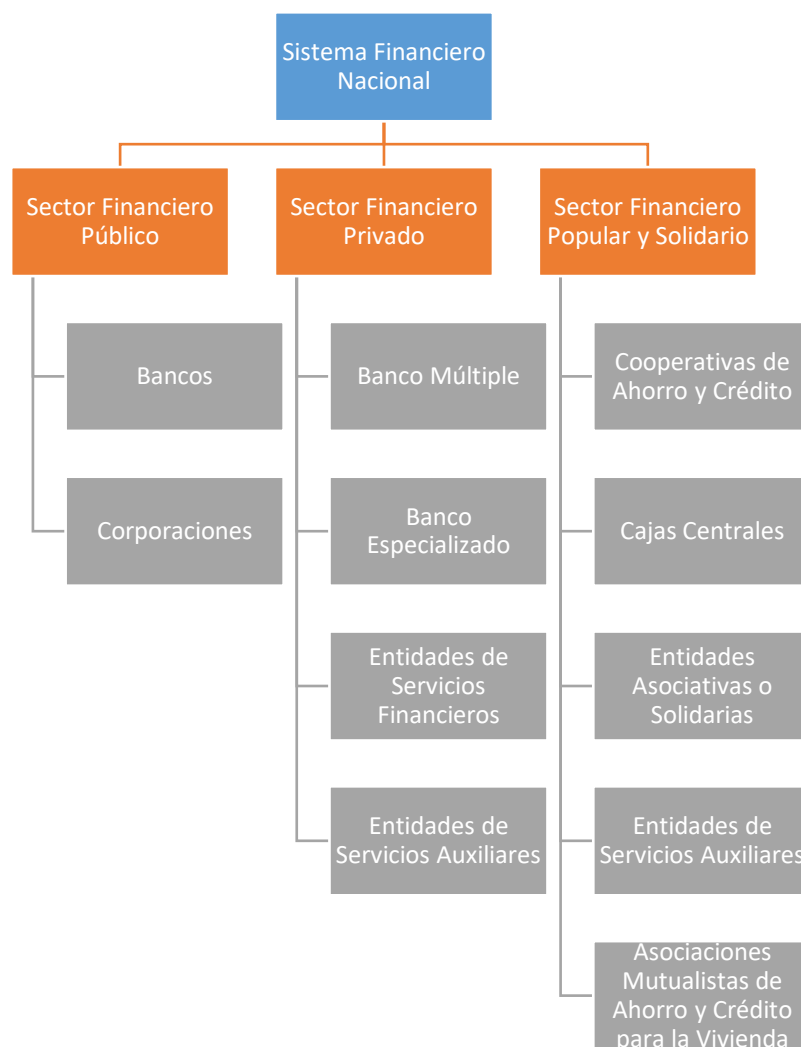 Sistema Financiero
Nacional
Sector Financiero
Público
Sector Financiero
Privado
Sector Financiero
Popular y Solidario
Bancos
Corporaciones
Banco Múltiple
Banco
Especializado
Entidades de
Servicios
Financieros
Entidades de
Servicios Auxiliares
Cooperativas de
Ahorro y Crédito
Cajas Centrales
Entidades
Asociativas o
Solidarias
Entidades de
Servicios Auxiliares
Asociaciones
Mutualistas de
Ahorro y Crédito
para la Vivienda